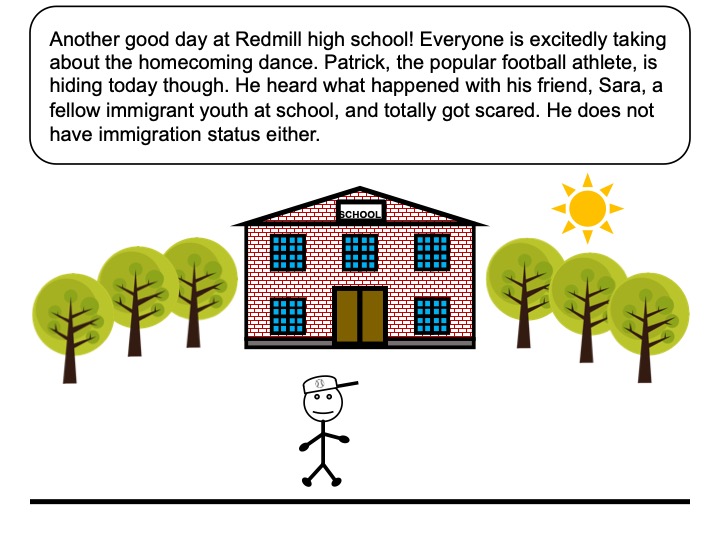 Another good day at Redmill high school! Everyone is excitedly taking
about the homecoming dance. Patrick, the popular football athlete, is
hiding today though. He heard what happened with his friend, Sara, a
fellow immigrant youth at school, and totally got scared. He does not
have immigration status either.
SCHOOL